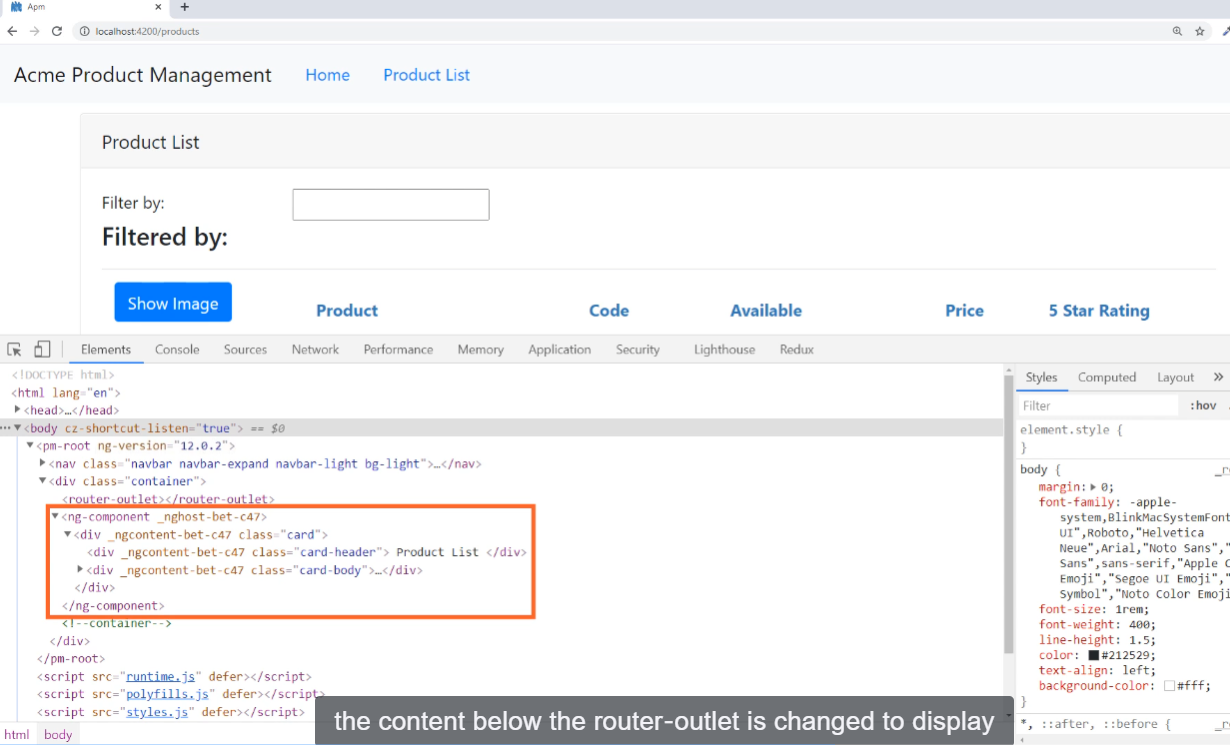 Apm
localhost:4200/products
Acme Product Management Home Product List
Product List
Filter by:
Filtered by:
Show Image Product Code Available Price 5 Star Rating
Elements Console Sources Network Performance Memory Application Security Lighthouse Redux
<!DOCTYPE html>
<html lang="en">
<head>…</head>
<body cz-shortcut-listen="true"> == $0
<pm-root ng-version="12.0.2">
<nav class="navbar navbar-expand navbar-light bg-light">…</nav>
<div class="container">
<router-outlet></router-outlet>
<ng-component _nghost-bet-c47>
<div _ngcontent-bet-c47 class="card">
<div _ngcontent-bet-c47 class="card-header"> Product List </div>
<div _ngcontent-bet-c47 class="card-body">…</div>
</div>
</ng-component>
<!--container-->
</div>
</pm-root>
<script src="runtime.js" defer></script>
<script src="polyfills.js" defer></script>
<script src="styles.js" defer></script>
html body
Styles Computed Layout »
Filter :hov
element.style {
}
body {
margin: 0;
font-family: -apple-
system,BlinkMacSystemFont
UI",Roboto,"Helvetica
Neue",Arial,"Noto Sans","
Sans",sans-serif,"Apple C
Emoji","Segoe UI Emoji","
Symbol","Noto Color Emoji
font-size: 1rem;
font-weight: 400;
line-height: 1.5;
color: #212529;
text-align: left;
background-color: #fff;
}
*, ::after, ::before {
the content below the router-outlet is changed to display